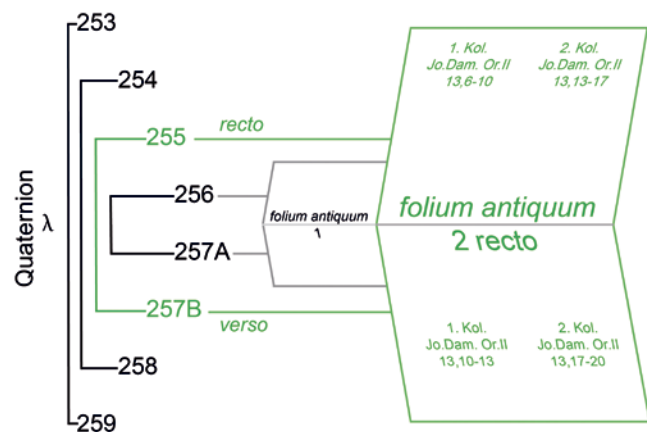 253
254
255
recto
256
257A
257B
verso
258
259
Quaternion λ
folium antiquum
1
1. Kol.
Jo.Dam. Or.II
13,6-10
2. Kol.
Jo.Dam. Or.II
13,13-17
folium antiquum
2 recto
1. Kol.
Jo.Dam. Or.II
13,10-13
2. Kol.
Jo.Dam. Or.II
13,17-20